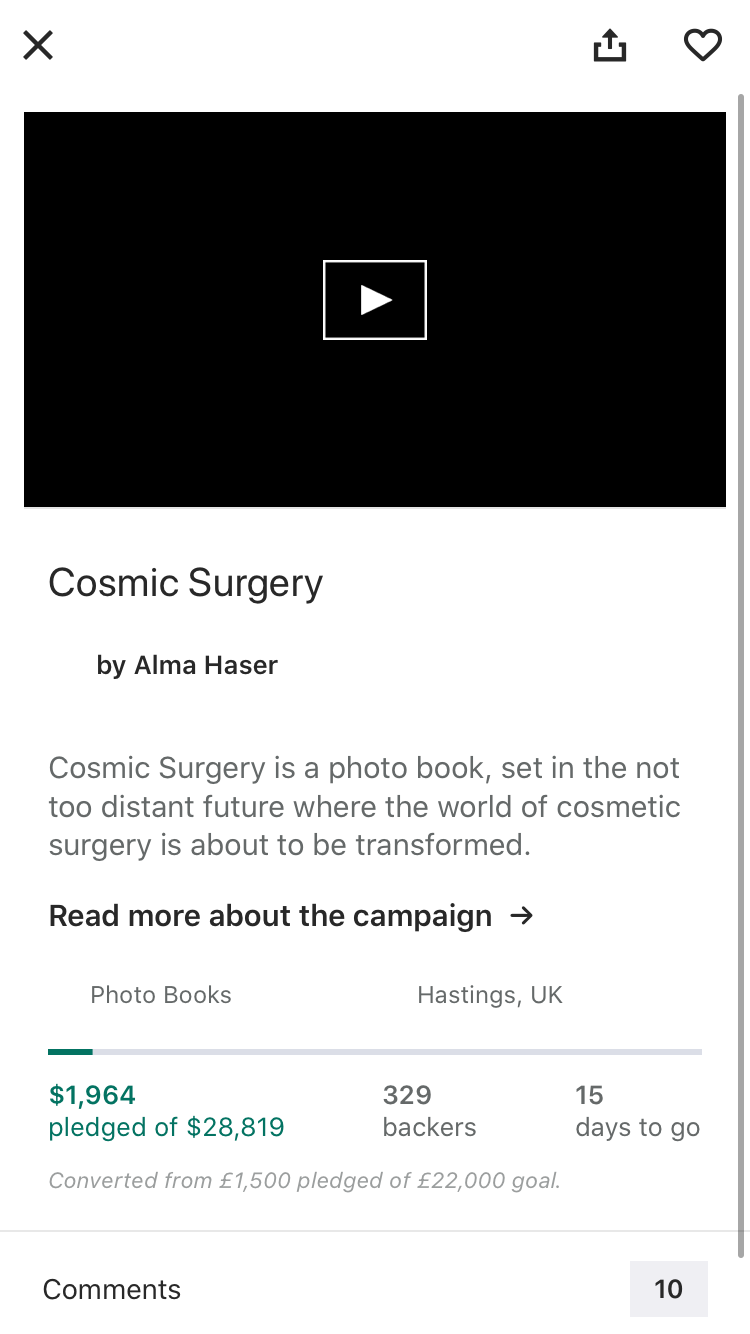 Cosmic Surgery
by Alma Haser
Cosmic Surgery is a photo book, set in the not
too distant future where the world of cosmetic
surgery is about to be transformed.
Read more about the campaign →
Photo Books Hastings, UK
$1,964 329 15
pledged of $28,819 backers days to go
Converted from £1,500 pledged of £22,000 goal.
Comments 10